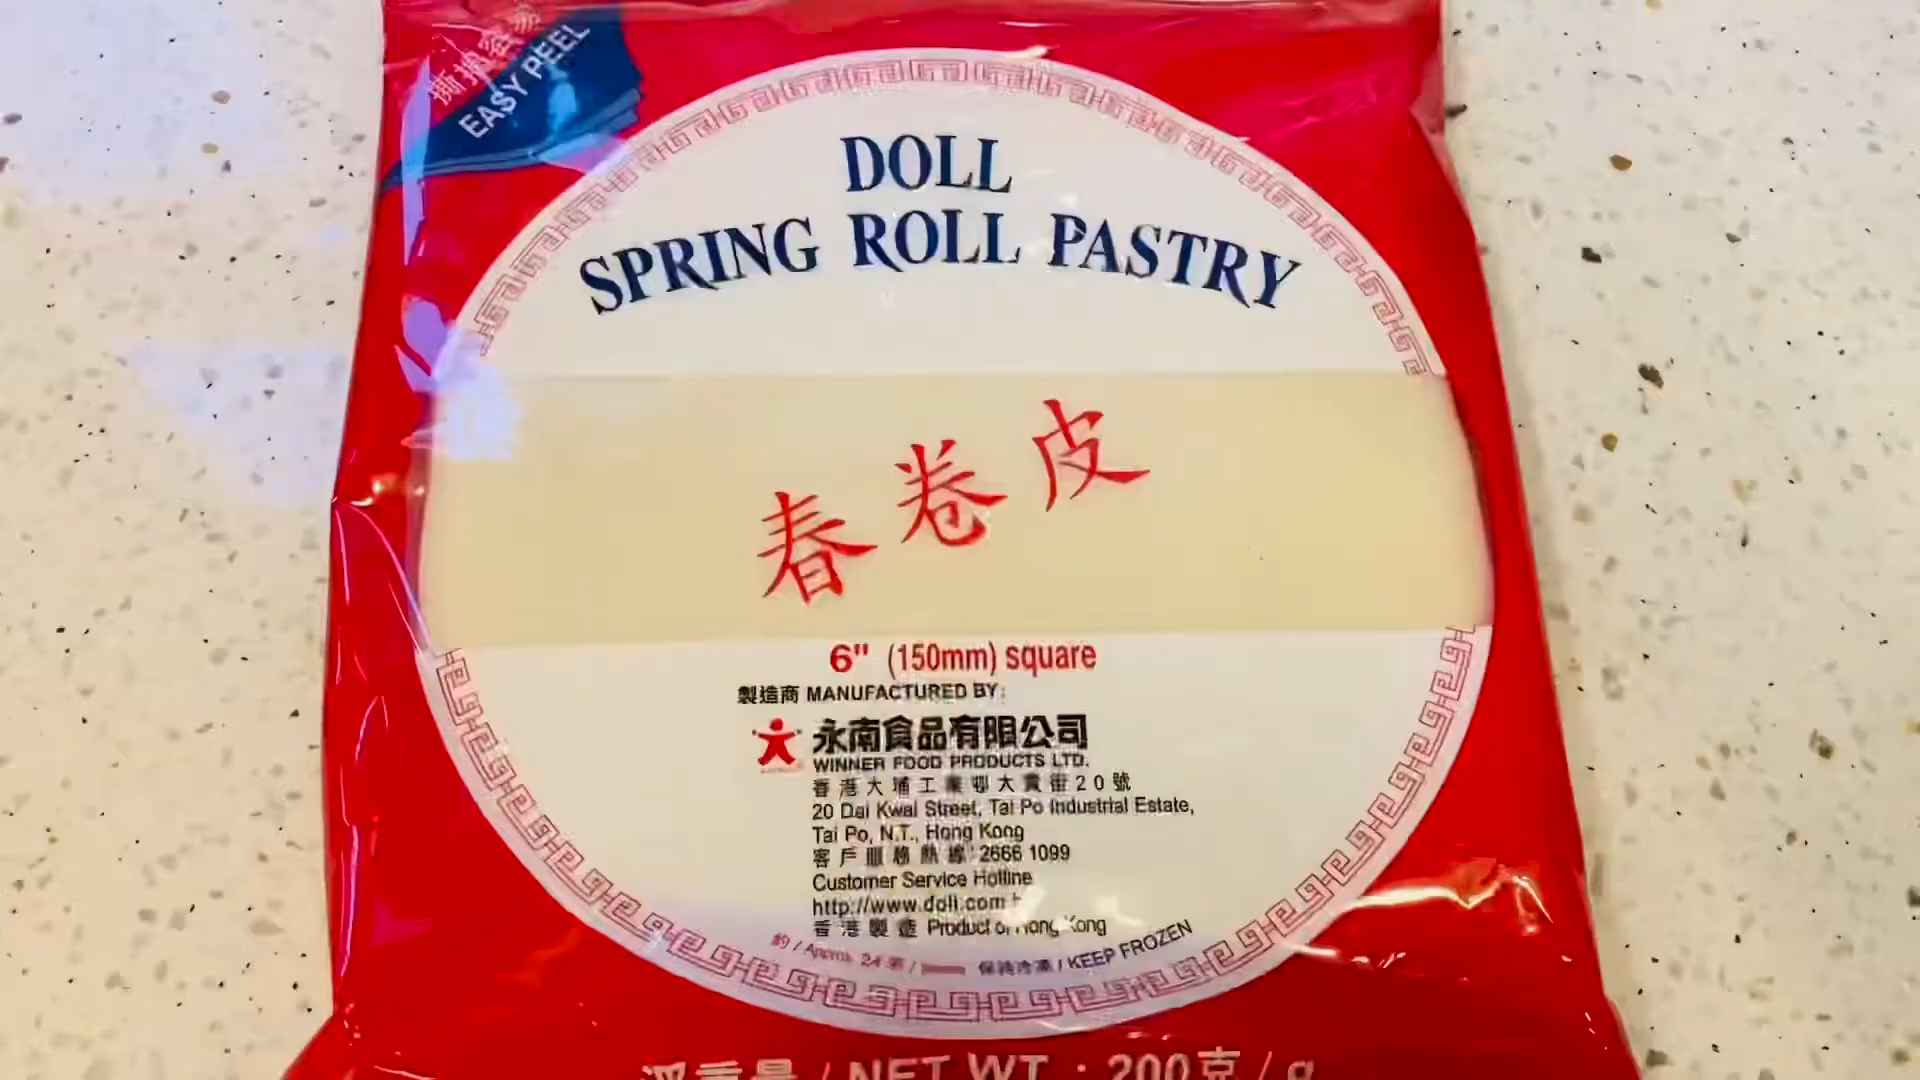 EASY PEEL
DOLL
SPRING ROLL PASTRY
春卷皮
6" (150mm) square
製造商 MANUFACTURED BY:
永南食品有限公司
WINNER FOOD PRODUCTS LTD.
香港大埔工業邨大貴街20號
20 Dai Kwai Street, Tai Po Industrial Estate,
Tai Po, N.T., Hong Kong
客戶服務熱線: 2666 1099
Customer Service Hotline
http://www.doll.com
香港製造 Product of Hong Kong
約 / Approx. 24 / 保持冷凍 / KEEP FROZEN
淨重量 / NET WT : 200克 / g